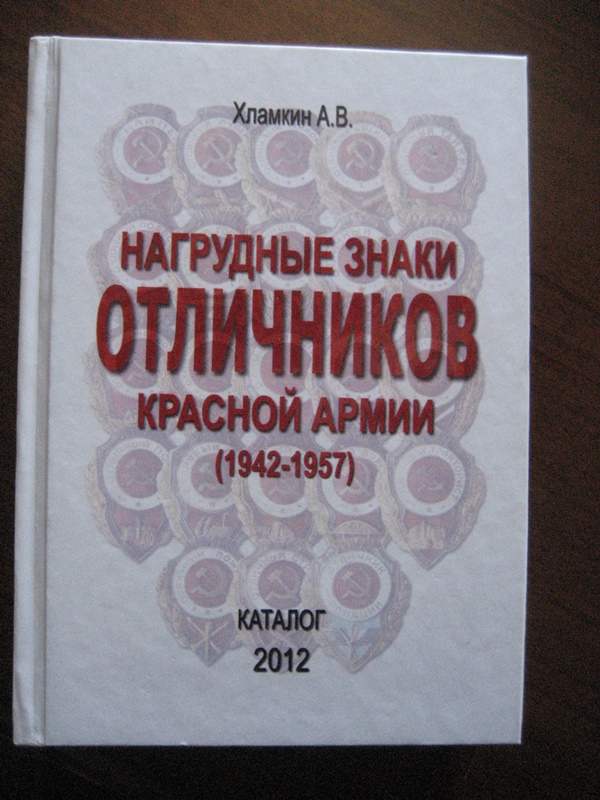 Хламкин А.В.
НАГРУДНЫЕ ЗНАКИ
ОТЛИЧНИКОВ
КРАСНОЙ АРМИИ
(1942-1957)
КАТАЛОГ
2012